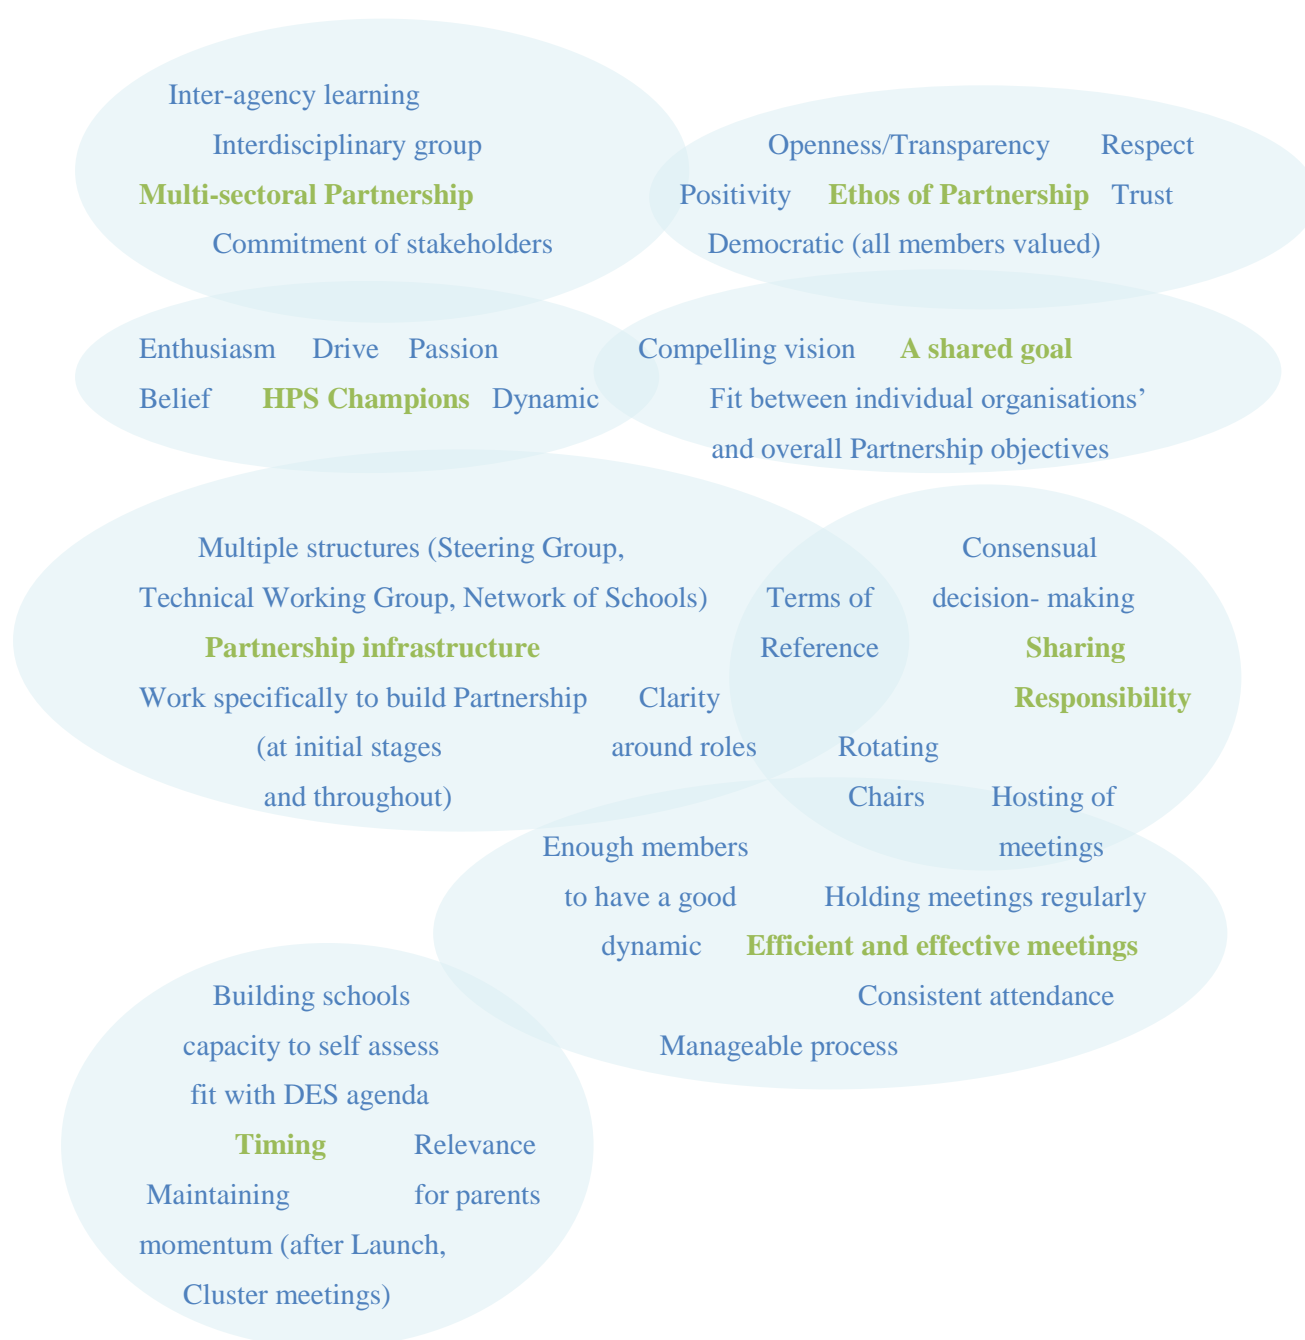 Inter-agency learning
Interdisciplinary group
Multi-sectoral Partnership
Commitment of stakeholders
Openness/Transparency Respect
Positivity Ethos of Partnership Trust
Democratic (all members valued)
Enthusiasm Drive Passion
Belief HPS Champions Dynamic
Compelling vision A shared goal
Fit between individual organisations’
and overall Partnership objectives
Multiple structures (Steering Group,
Technical Working Group, Network of Schools)
Partnership infrastructure
Work specifically to build Partnership
(at initial stages
and throughout)
Clarity
around roles
Terms of
Reference
Consensual
decision- making
Sharing
Responsibility
Rotating
Chairs
Hosting of
meetings
Enough members
to have a good
dynamic
Holding meetings regularly
Efficient and effective meetings
Consistent attendance
Manageable process
Building schools
capacity to self assess
fit with DES agenda
Timing
Relevance
for parents
Maintaining
momentum (after Launch,
Cluster meetings)